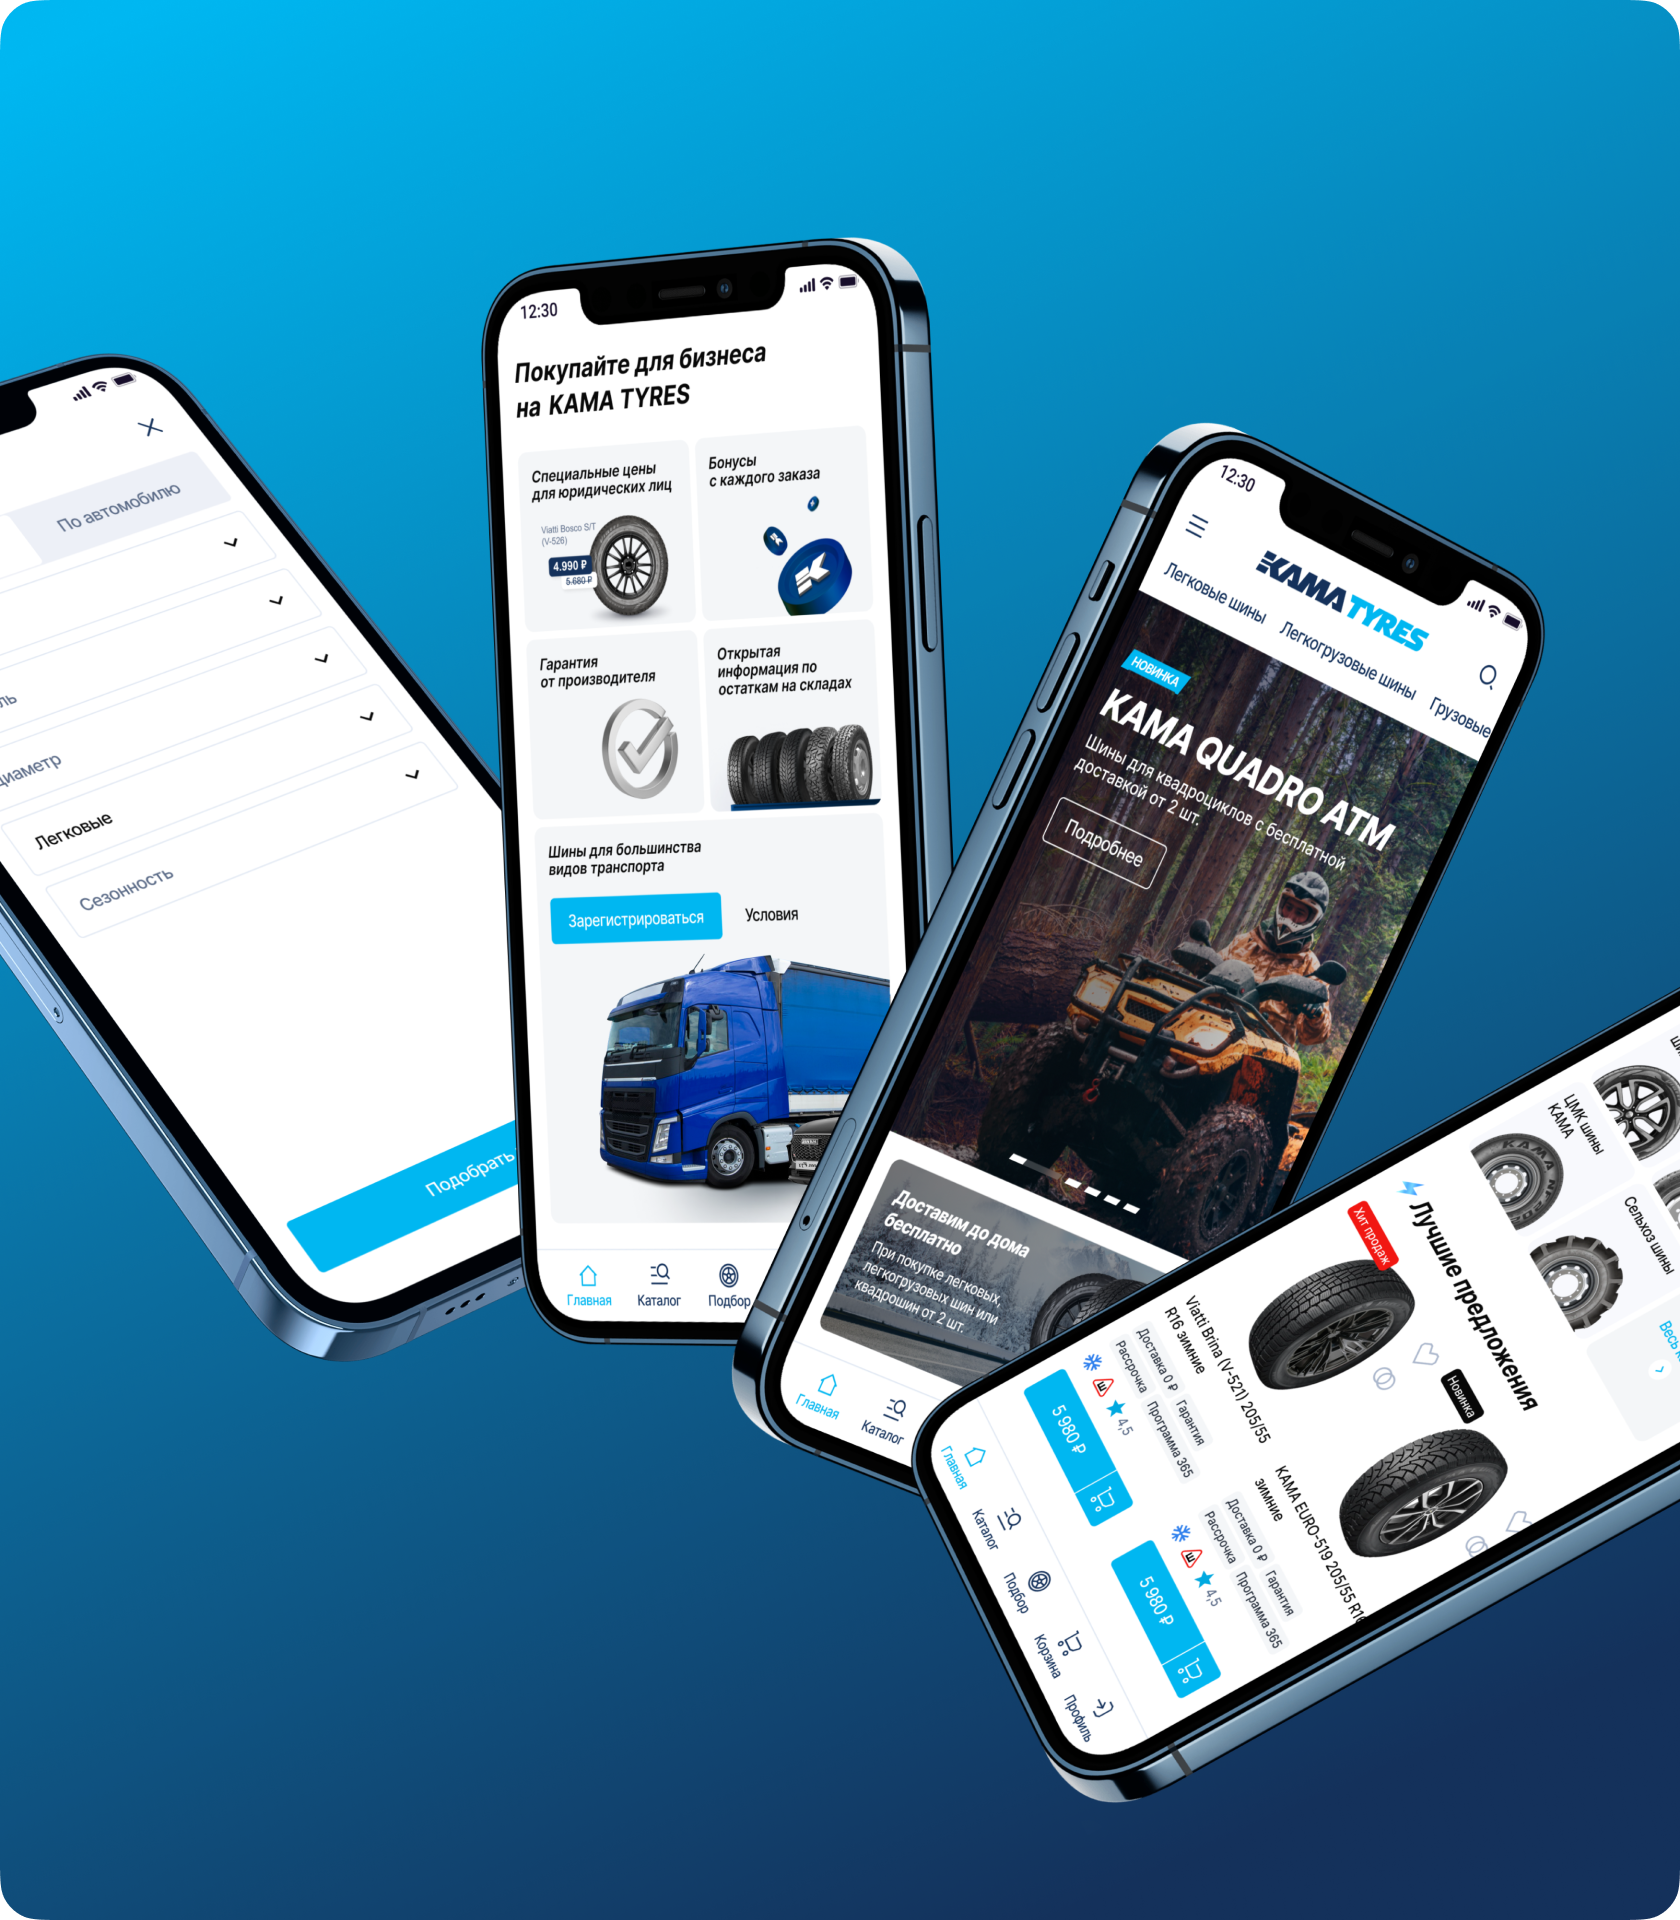 По автомобилю
ль
диаметр
Легковые
Сезонность
Подобрать
12:30
Покупайте для бизнеса
на KAMA TYRES
Специальные цены
для юридических лиц
Viatti Bosco S/T
(V-526)
4.990 ₽
5.680 ₽
Бонусы
с каждого заказа
Гарантия
от производителя
Открытая
информация по
остаткам на складах
Шины для большинства
видов транспорта
Зарегистрироваться
Условия
Главная
Каталог
Подбор
12:30
KAMA TYRES
Легковые шины
Легкогрузовые шины
Грузовые
НОВИНКА
KAMA QUADRO ATM
Шины для квадроциклов с бесплатной
доставкой от 2 шт.
Подробнее
Доставим до дома
бесплатно
При покупке легковых,
легкогрузовых шин или
квадрошин от 2 шт.
Главная
Каталог
ЦМК шины
КАМА
Сельхоз шины
Весь к
Лучшие предложения
Хит продаж
Viatti Brina (V-521) 205/55
R16 зимние
Доставка 0 ₽
Гарантия
Рассрочка
Программа 365
4,5
5 980 ₽
Новинка
KAMA EURO-519 205/55 R16
зимние
Доставка 0 ₽
Гарантия
Рассрочка
Программа 365
4,5
5 980 ₽
Главная
Каталог
Подбор
Корзина
Профиль